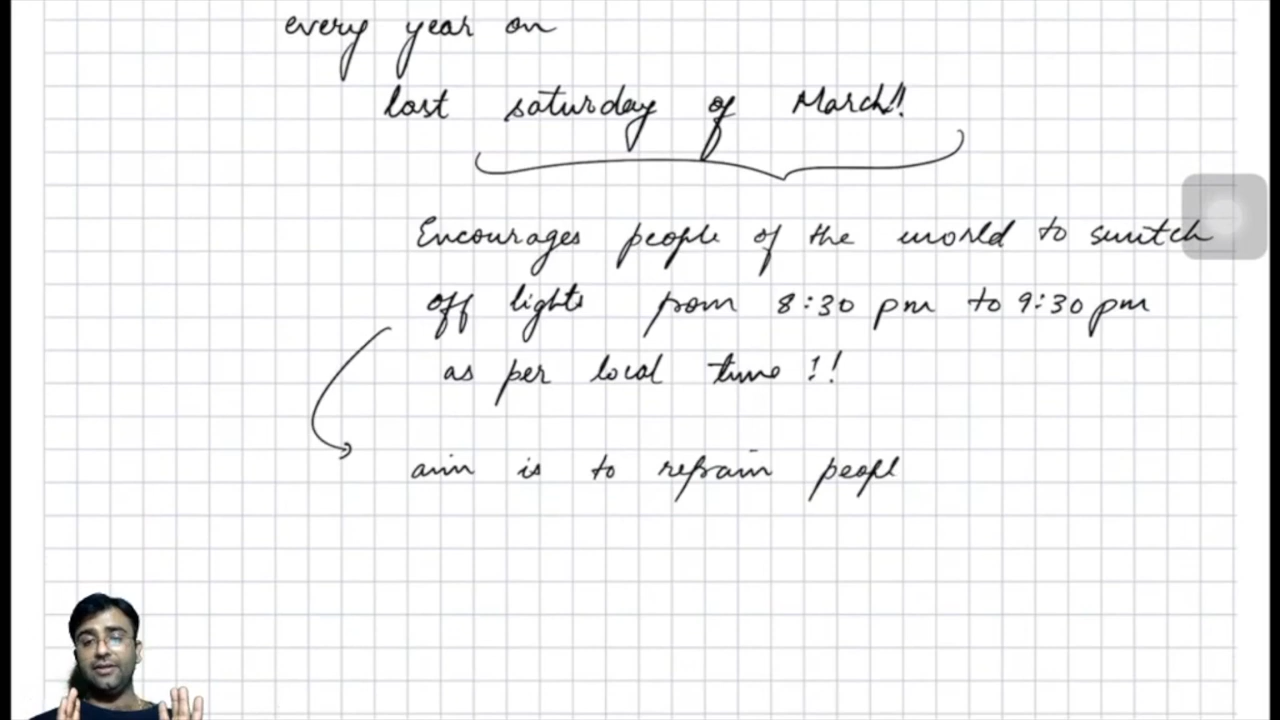 every year on
last saturday of March!!
Encourages people of the world to switch
off lights from 8:30 pm to 9:30 pm
as per local time !!
aim is to refrain peopl